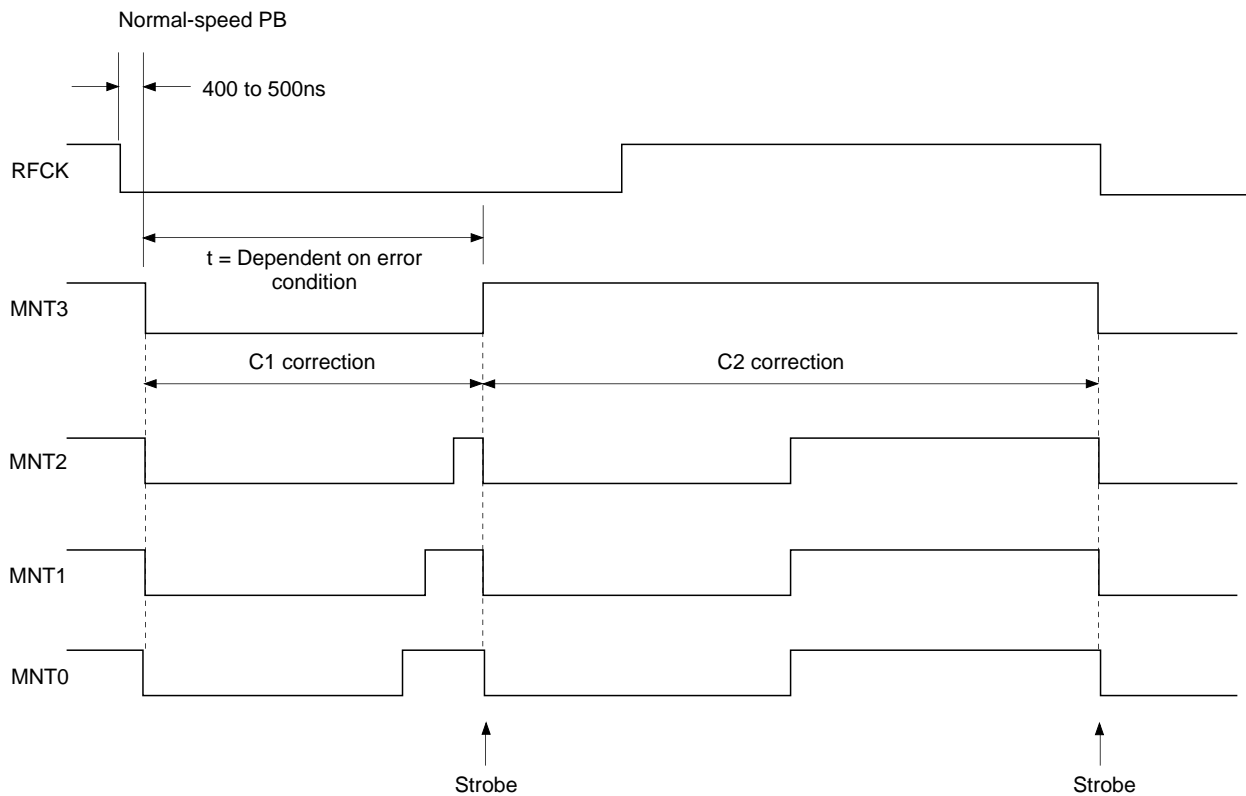 Normal-speed PB
400 to 500ns
RFCK
t = Dependent on error
condition
MNT3
C1 correction
C2 correction
MNT2
MNT1
MNT0
Strobe
Strobe